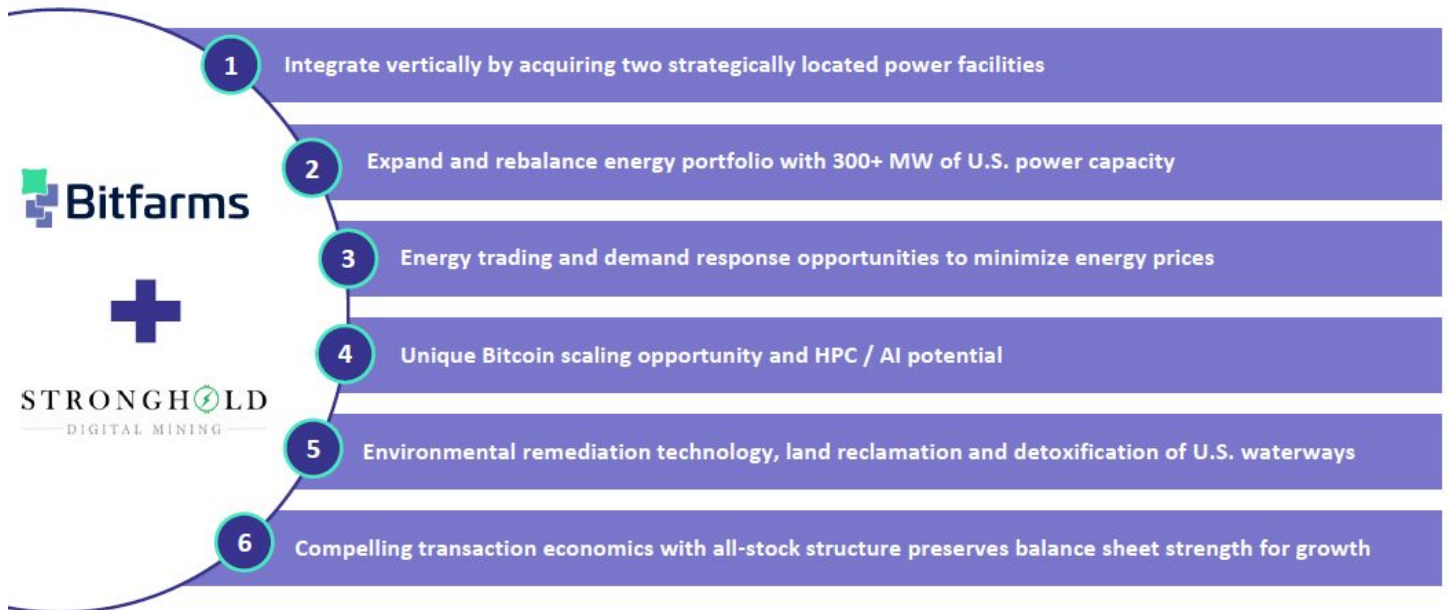 1 Integrate vertically by acquiring two strategically located power facilities
2 Expand and rebalance energy portfolio with 300+ MW of U.S. power capacity
Bitfarms
3 Energy trading and demand response opportunities to minimize energy prices
4 Unique Bitcoin scaling opportunity and HPC / AI potential
STRONGHOLD
DIGITAL MINING
5 Environmental remediation technology, land reclamation and detoxification of U.S. waterways
6 Compelling transaction economics with all-stock structure preserves balance sheet strength for growth